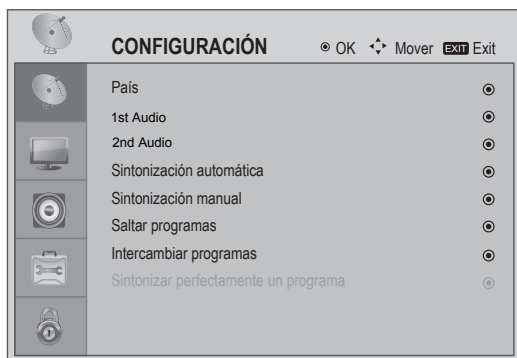 CONFIGURACIÓN OK Mover EXIT Exit
País
1st Audio
2nd Audio
Sintonización automática
Sintonización manual
Saltar programas
Intercambiar programas
Sintonizar perfectamente un programa